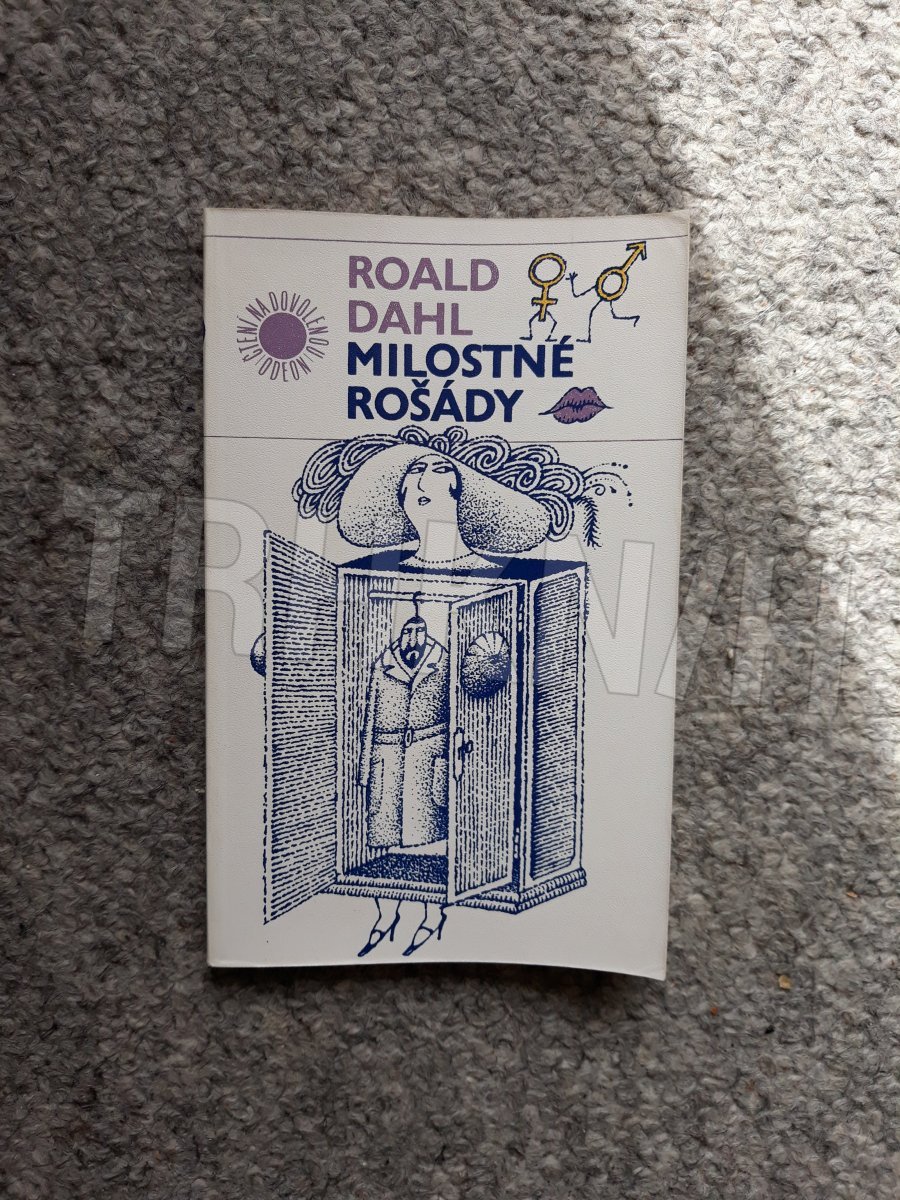 ROALD
DAHL
MILOSTNÉ
ROŠÁDY
ČTENÍ NA DOVOLENOU · ODEON ·